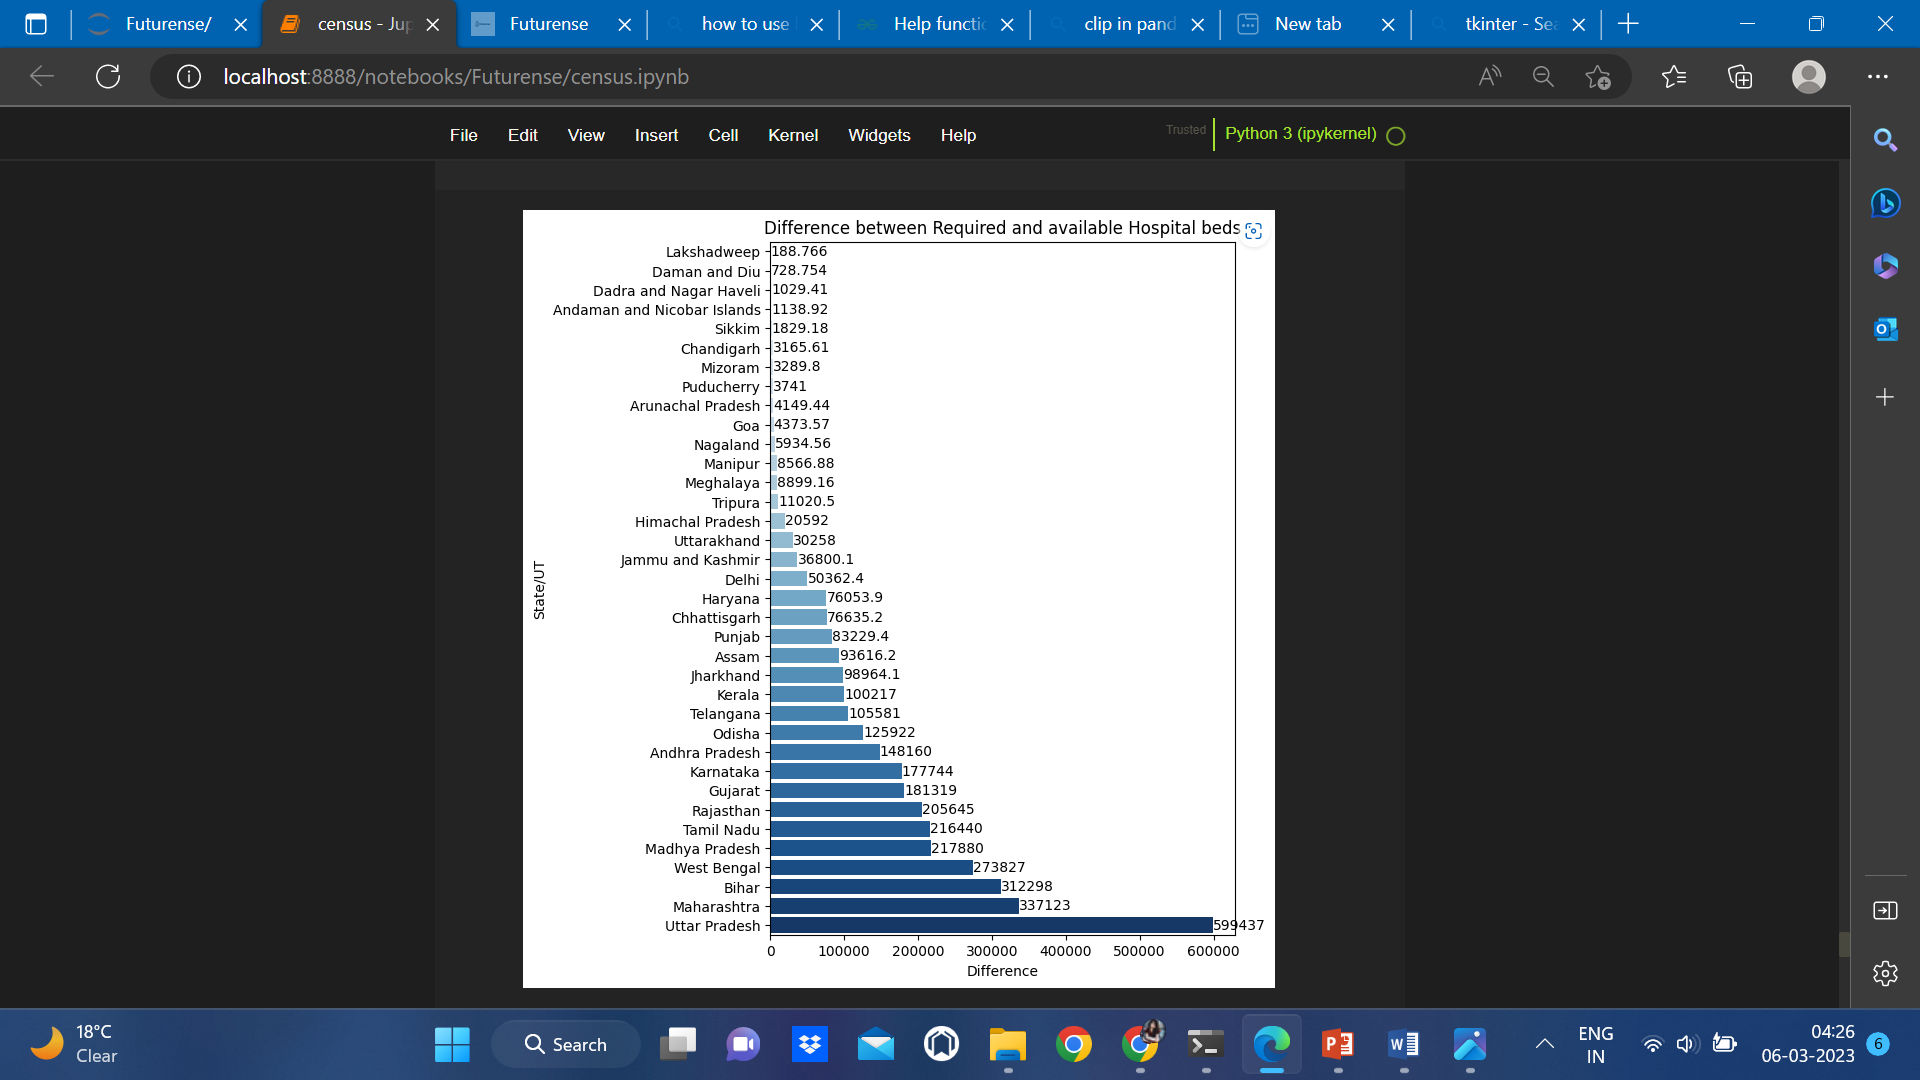 Futurense/
census - Jup
Futurense
how to use
Help functi
clip in pand
New tab
tkinter - Sea
localhost:8888/notebooks/Futurense/census.ipynb
File Edit View Insert Cell Kernel Widgets Help
Trusted
Python 3 (ipykernel)
Difference between Required and available Hospital beds
Lakshadweep 188.766
Daman and Diu 728.754
Dadra and Nagar Haveli 1029.41
Andaman and Nicobar Islands 1138.92
Sikkim 1829.18
Chandigarh 3165.61
Mizoram 3289.8
Puducherry 3741
Arunachal Pradesh 4149.44
Goa 4373.57
Nagaland 5934.56
Manipur 8566.88
Meghalaya 8899.16
Tripura 11020.5
Himachal Pradesh 20592
Uttarakhand 30258
Jammu and Kashmir 36800.1
Delhi 50362.4
Haryana 76053.9
Chhattisgarh 76635.2
Punjab 83229.4
Assam 93616.2
Jharkhand 98964.1
Kerala 100217
Telangana 105581
Odisha 125922
Andhra Pradesh 148160
Karnataka 177744
Gujarat 181319
Rajasthan 205645
Tamil Nadu 216440
Madhya Pradesh 217880
West Bengal 273827
Bihar 312298
Maharashtra 337123
Uttar Pradesh 599437
State/UT
0 100000 200000 300000 400000 500000 600000
Difference
18°C
Clear
Search
ENG
IN
04:26
06-03-2023
6